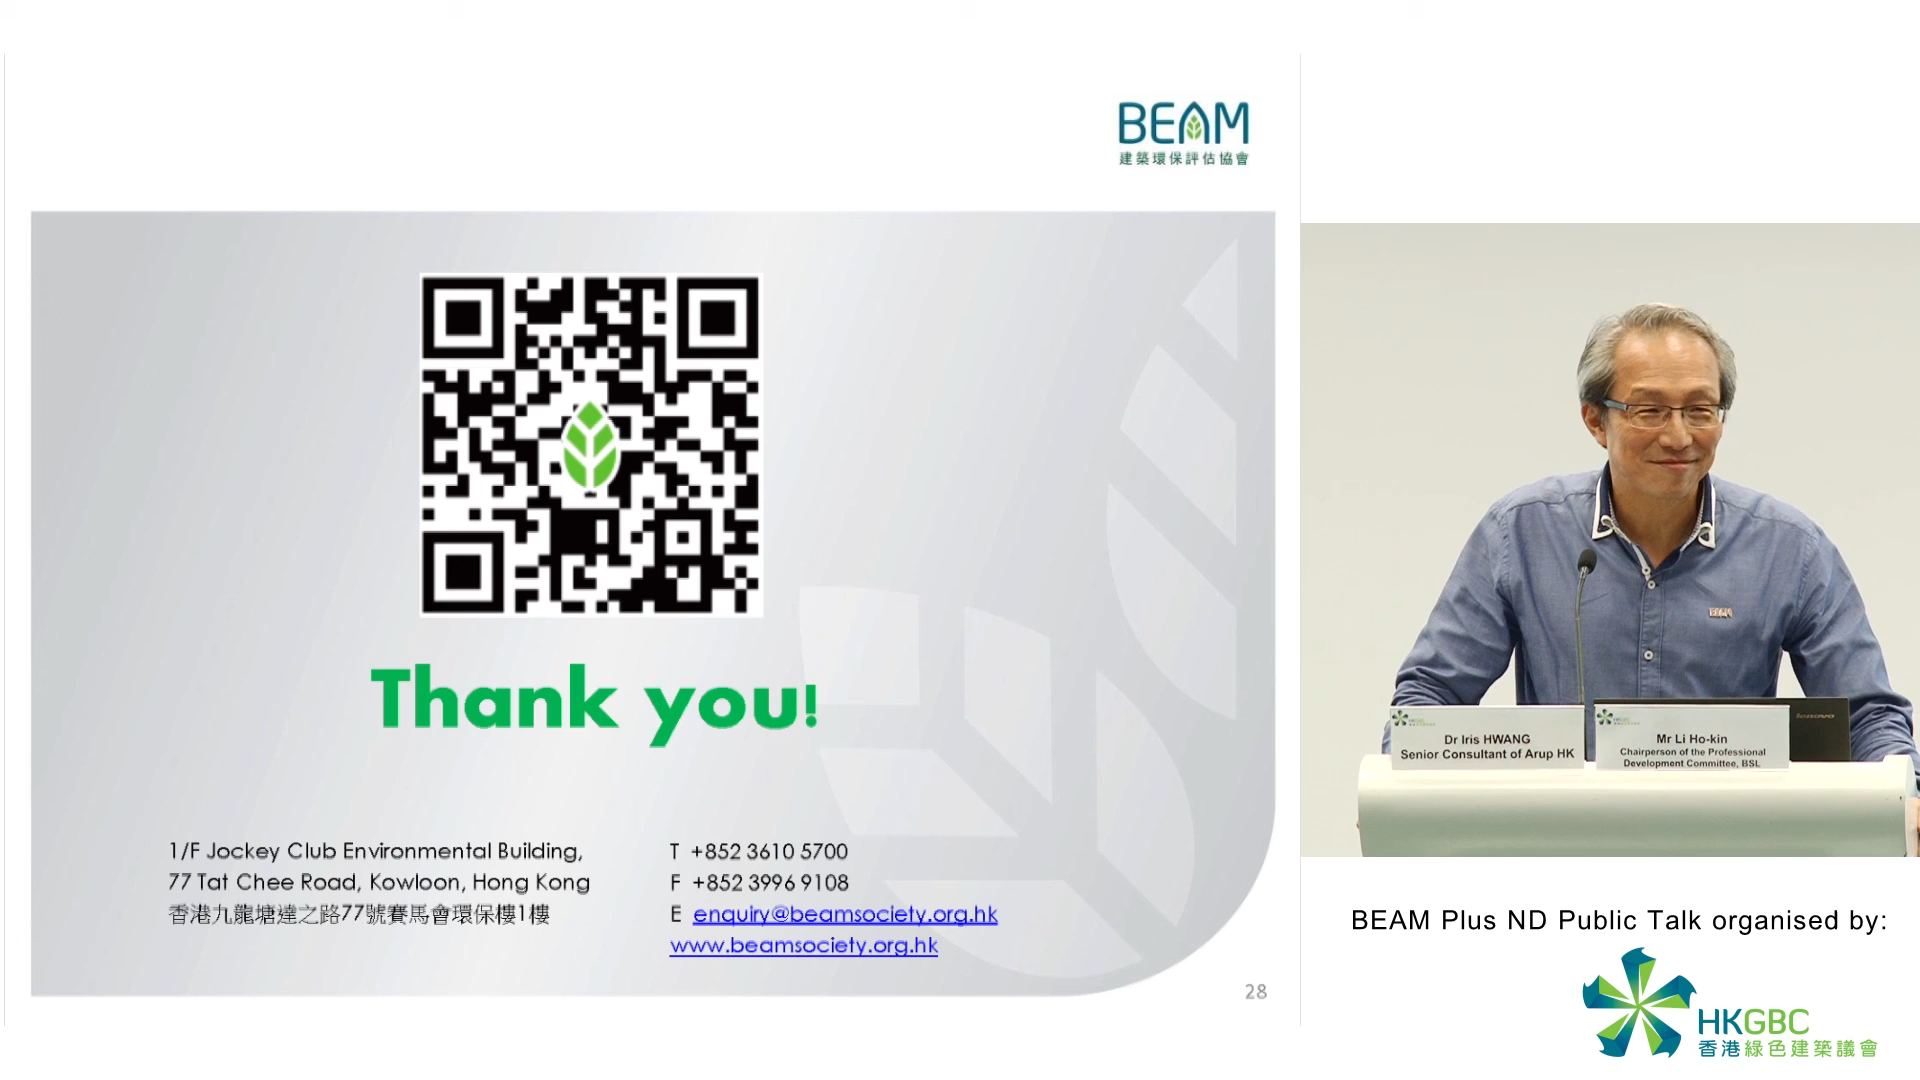 BEAM
建築環保評估協會
Thank you!
1/F Jockey Club Environmental Building,
77 Tat Chee Road, Kowloon, Hong Kong
香港九龍塘達之路77號賽馬會環保樓1樓
T +852 3610 5700
F +852 3996 9108
E enquiry@beamsociety.org.hk
www.beamsociety.org.hk
28
BEAM
HKGBC
Dr Iris HWANG
Senior Consultant of Arup HK
HKGBC
Mr Li Ho-kin
Chairperson of the Professional
Development Committee, BSL
lenovo
BEAM Plus ND Public Talk organised by:
HKGBC
香港綠色建築議會